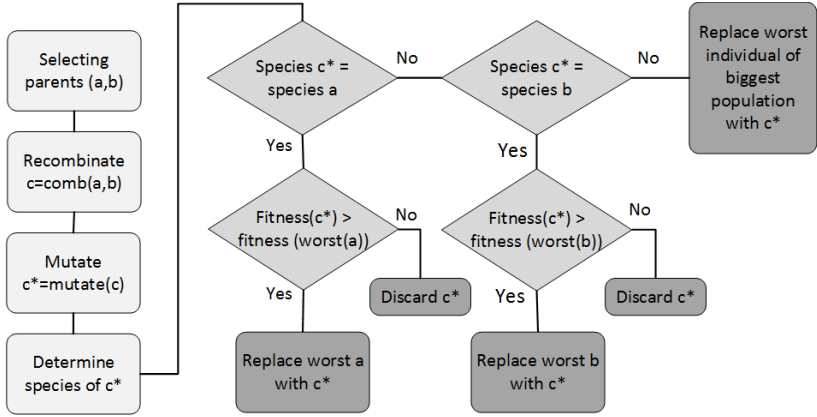 Selecting
parents (a,b)
Recombinate
c=comb(a,b)
Mutate
c*=mutate(c)
Determine
species of c*
Species c* =
species a
No
Species c* =
species b
No
Replace worst
individual of
biggest
population
with c*
Yes
Yes
Fitness(c*) >
fitness (worst(a))
No
Fitness(c*) >
fitness (worst(b))
No
Discard c*
Discard c*
Yes
Yes
Replace worst a
with c*
Replace worst b
with c*